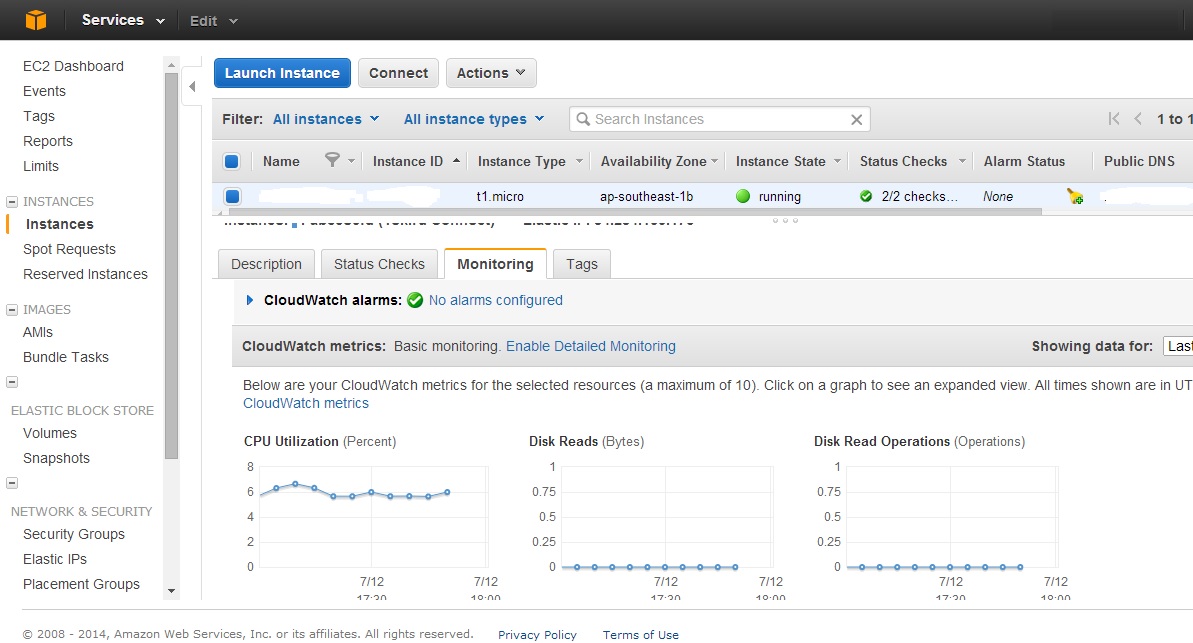 Services Edit
EC2 Dashboard
Events
Tags
Reports
Limits
INSTANCES
Instances
Spot Requests
Reserved Instances
IMAGES
AMIs
Bundle Tasks
ELASTIC BLOCK STORE
Volumes
Snapshots
NETWORK & SECURITY
Security Groups
Elastic IPs
Placement Groups
Launch Instance Connect Actions
Filter: All instances All instance types Search Instances 1 to 1
Name Instance ID Instance Type Availability Zone Instance State Status Checks Alarm Status Public DNS
t1.micro ap-southeast-1b running 2/2 checks... None
Description Status Checks Monitoring Tags
CloudWatch alarms: No alarms configured
CloudWatch metrics: Basic monitoring. Enable Detailed Monitoring Showing data for: Last
Below are your CloudWatch metrics for the selected resources (a maximum of 10). Click on a graph to see an expanded view. All times shown are in UT
CloudWatch metrics
CPU Utilization (Percent)
8
6
4
2
0
7/12 7/12
17:30 18:00
Disk Reads (Bytes)
1
0.75
0.5
0.25
0
7/12 7/12
17:30 18:00
Disk Read Operations (Operations)
1
0.75
0.5
0.25
0
7/12 7/12
17:30 18:00
© 2008 - 2014, Amazon Web Services, Inc. or its affiliates. All rights reserved. Privacy Policy Terms of Use